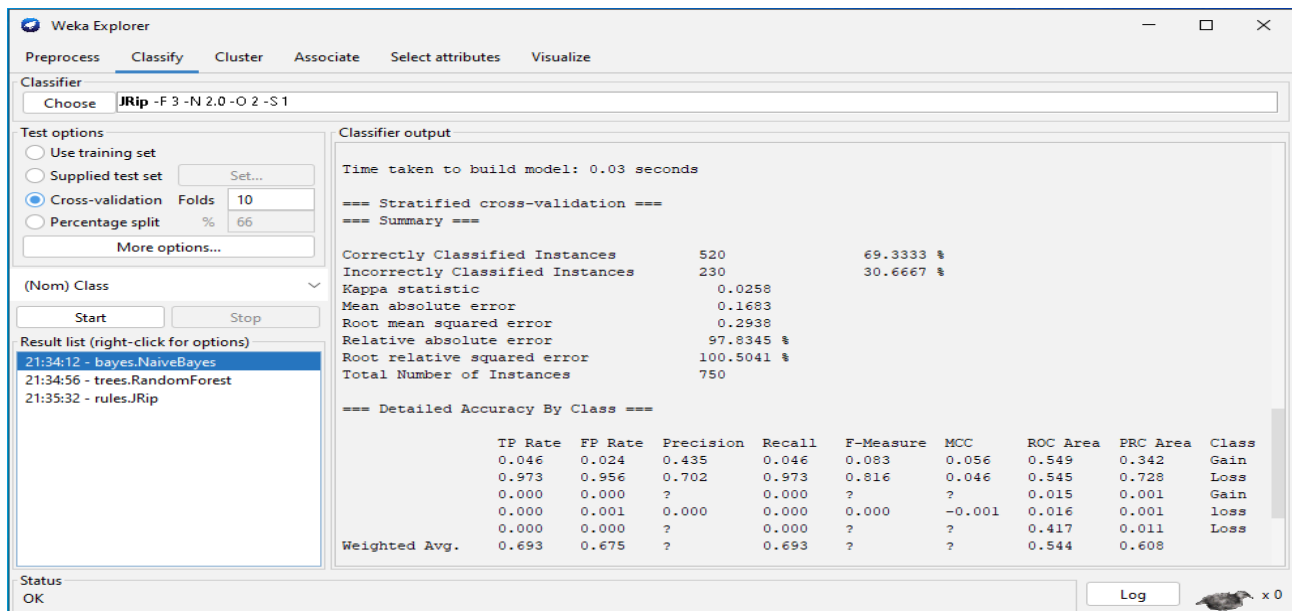 Weka Explorer
Preprocess Classify Cluster Associate Select attributes Visualize
Classifier
Choose JRip -F 3 -N 2.0 -O 2 -S 1
Test options
Use training set
Supplied test set Set...
Cross-validation Folds 10
Percentage split % 66
More options...
(Nom) Class
Start Stop
Result list (right-click for options)
21:34:12 - bayes.NaiveBayes
21:34:56 - trees.RandomForest
21:35:32 - rules.JRip
Classifier output
Time taken to build model: 0.03 seconds
=== Stratified cross-validation ===
=== Summary ===
Correctly Classified Instances 520 69.3333 %
Incorrectly Classified Instances 230 30.6667 %
Kappa statistic 0.0258
Mean absolute error 0.1683
Root mean squared error 0.2938
Relative absolute error 97.8345 %
Root relative squared error 100.5041 %
Total Number of Instances 750
=== Detailed Accuracy By Class ===
TP Rate FP Rate Precision Recall F-Measure MCC ROC Area PRC Area Class
0.046 0.024 0.435 0.046 0.083 0.056 0.549 0.342 Gain
0.973 0.956 0.702 0.973 0.816 0.046 0.545 0.728 Loss
0.000 0.000 ? 0.000 ? ? 0.015 0.001 Gain
0.000 0.001 0.000 0.000 0.000 -0.001 0.016 0.001 loss
0.000 0.000 ? 0.000 ? ? 0.417 0.011 Loss
Weighted Avg. 0.693 0.675 ? 0.693 ? ? 0.544 0.608
Status
OK
Log x 0